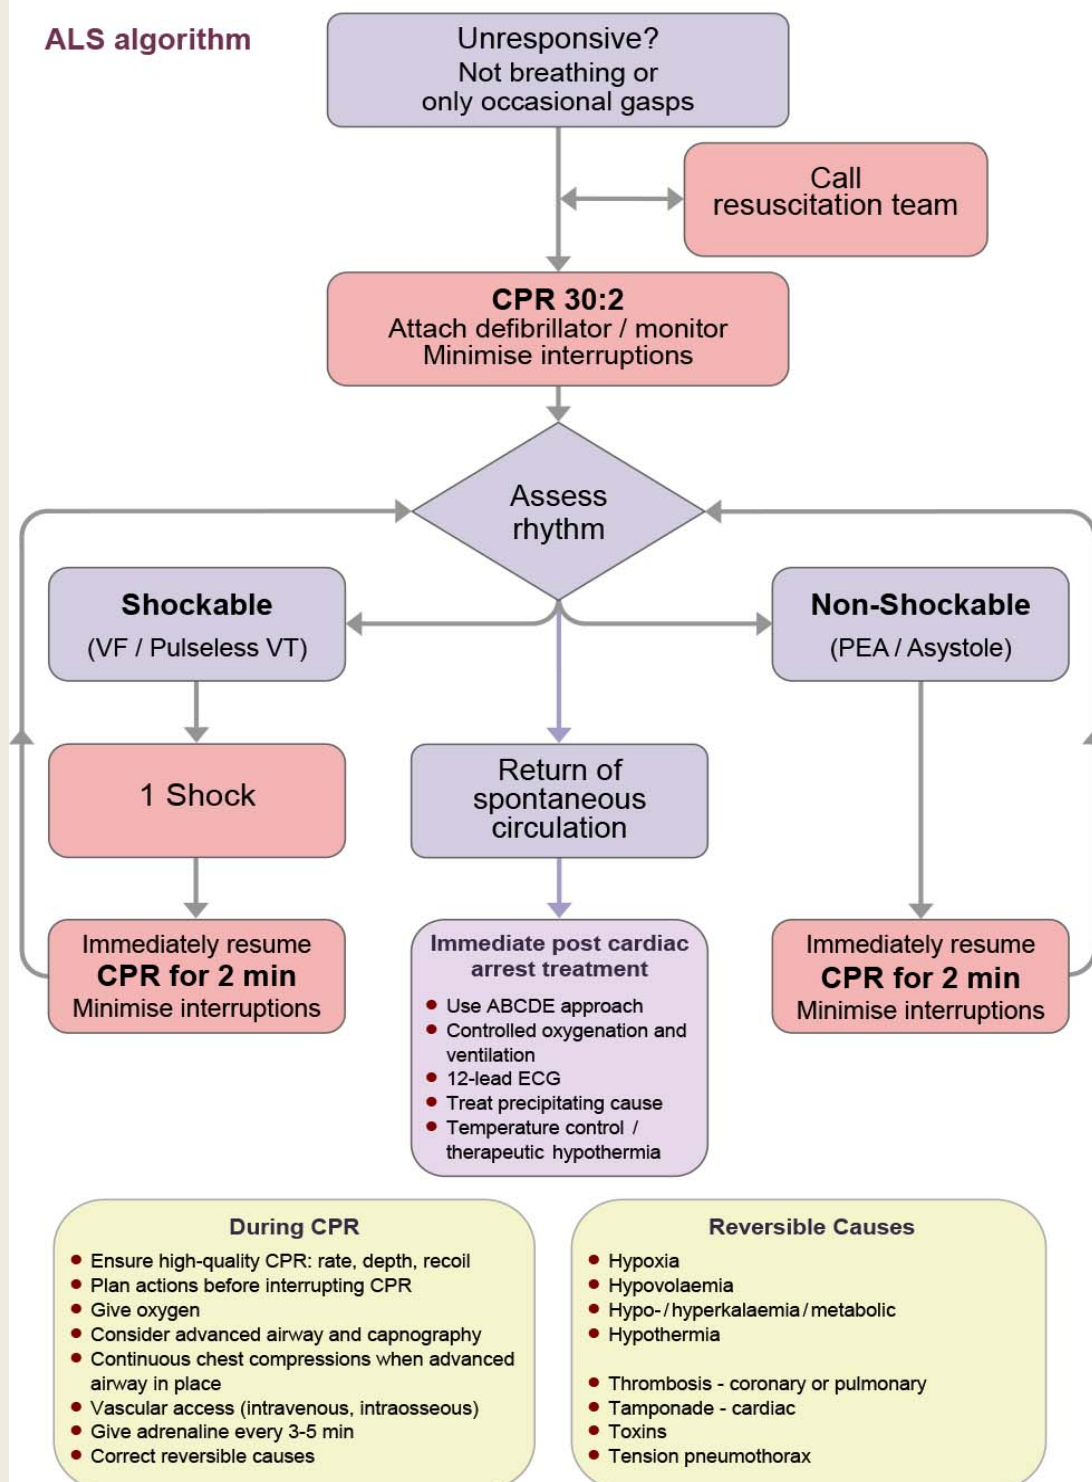 ALS algorithm
Unresponsive?
Not breathing or
only occasional gasps
Call
resuscitation team
CPR 30:2
Attach defibrillator / monitor
Minimise interruptions
Assess
rhythm
Shockable
(VF / Pulseless VT)
Non-Shockable
(PEA / Asystole)
1 Shock
Return of
spontaneous
circulation
Immediately resume
CPR for 2 min
Minimise interruptions
Immediate post cardiac
arrest treatment
• Use ABCDE approach
• Controlled oxygenation and
ventilation
• 12-lead ECG
• Treat precipitating cause
• Temperature control /
therapeutic hypothermia
Immediately resume
CPR for 2 min
Minimise interruptions
During CPR
• Ensure high-quality CPR: rate, depth, recoil
• Plan actions before interrupting CPR
• Give oxygen
• Consider advanced airway and capnography
• Continuous chest compressions when advanced
airway in place
• Vascular access (intravenous, intraosseous)
• Give adrenaline every 3-5 min
• Correct reversible causes
Reversible Causes
• Hypoxia
• Hypovolaemia
• Hypo- / hyperkalaemia / metabolic
• Hypothermia
• Thrombosis - coronary or pulmonary
• Tamponade - cardiac
• Toxins
• Tension pneumothorax